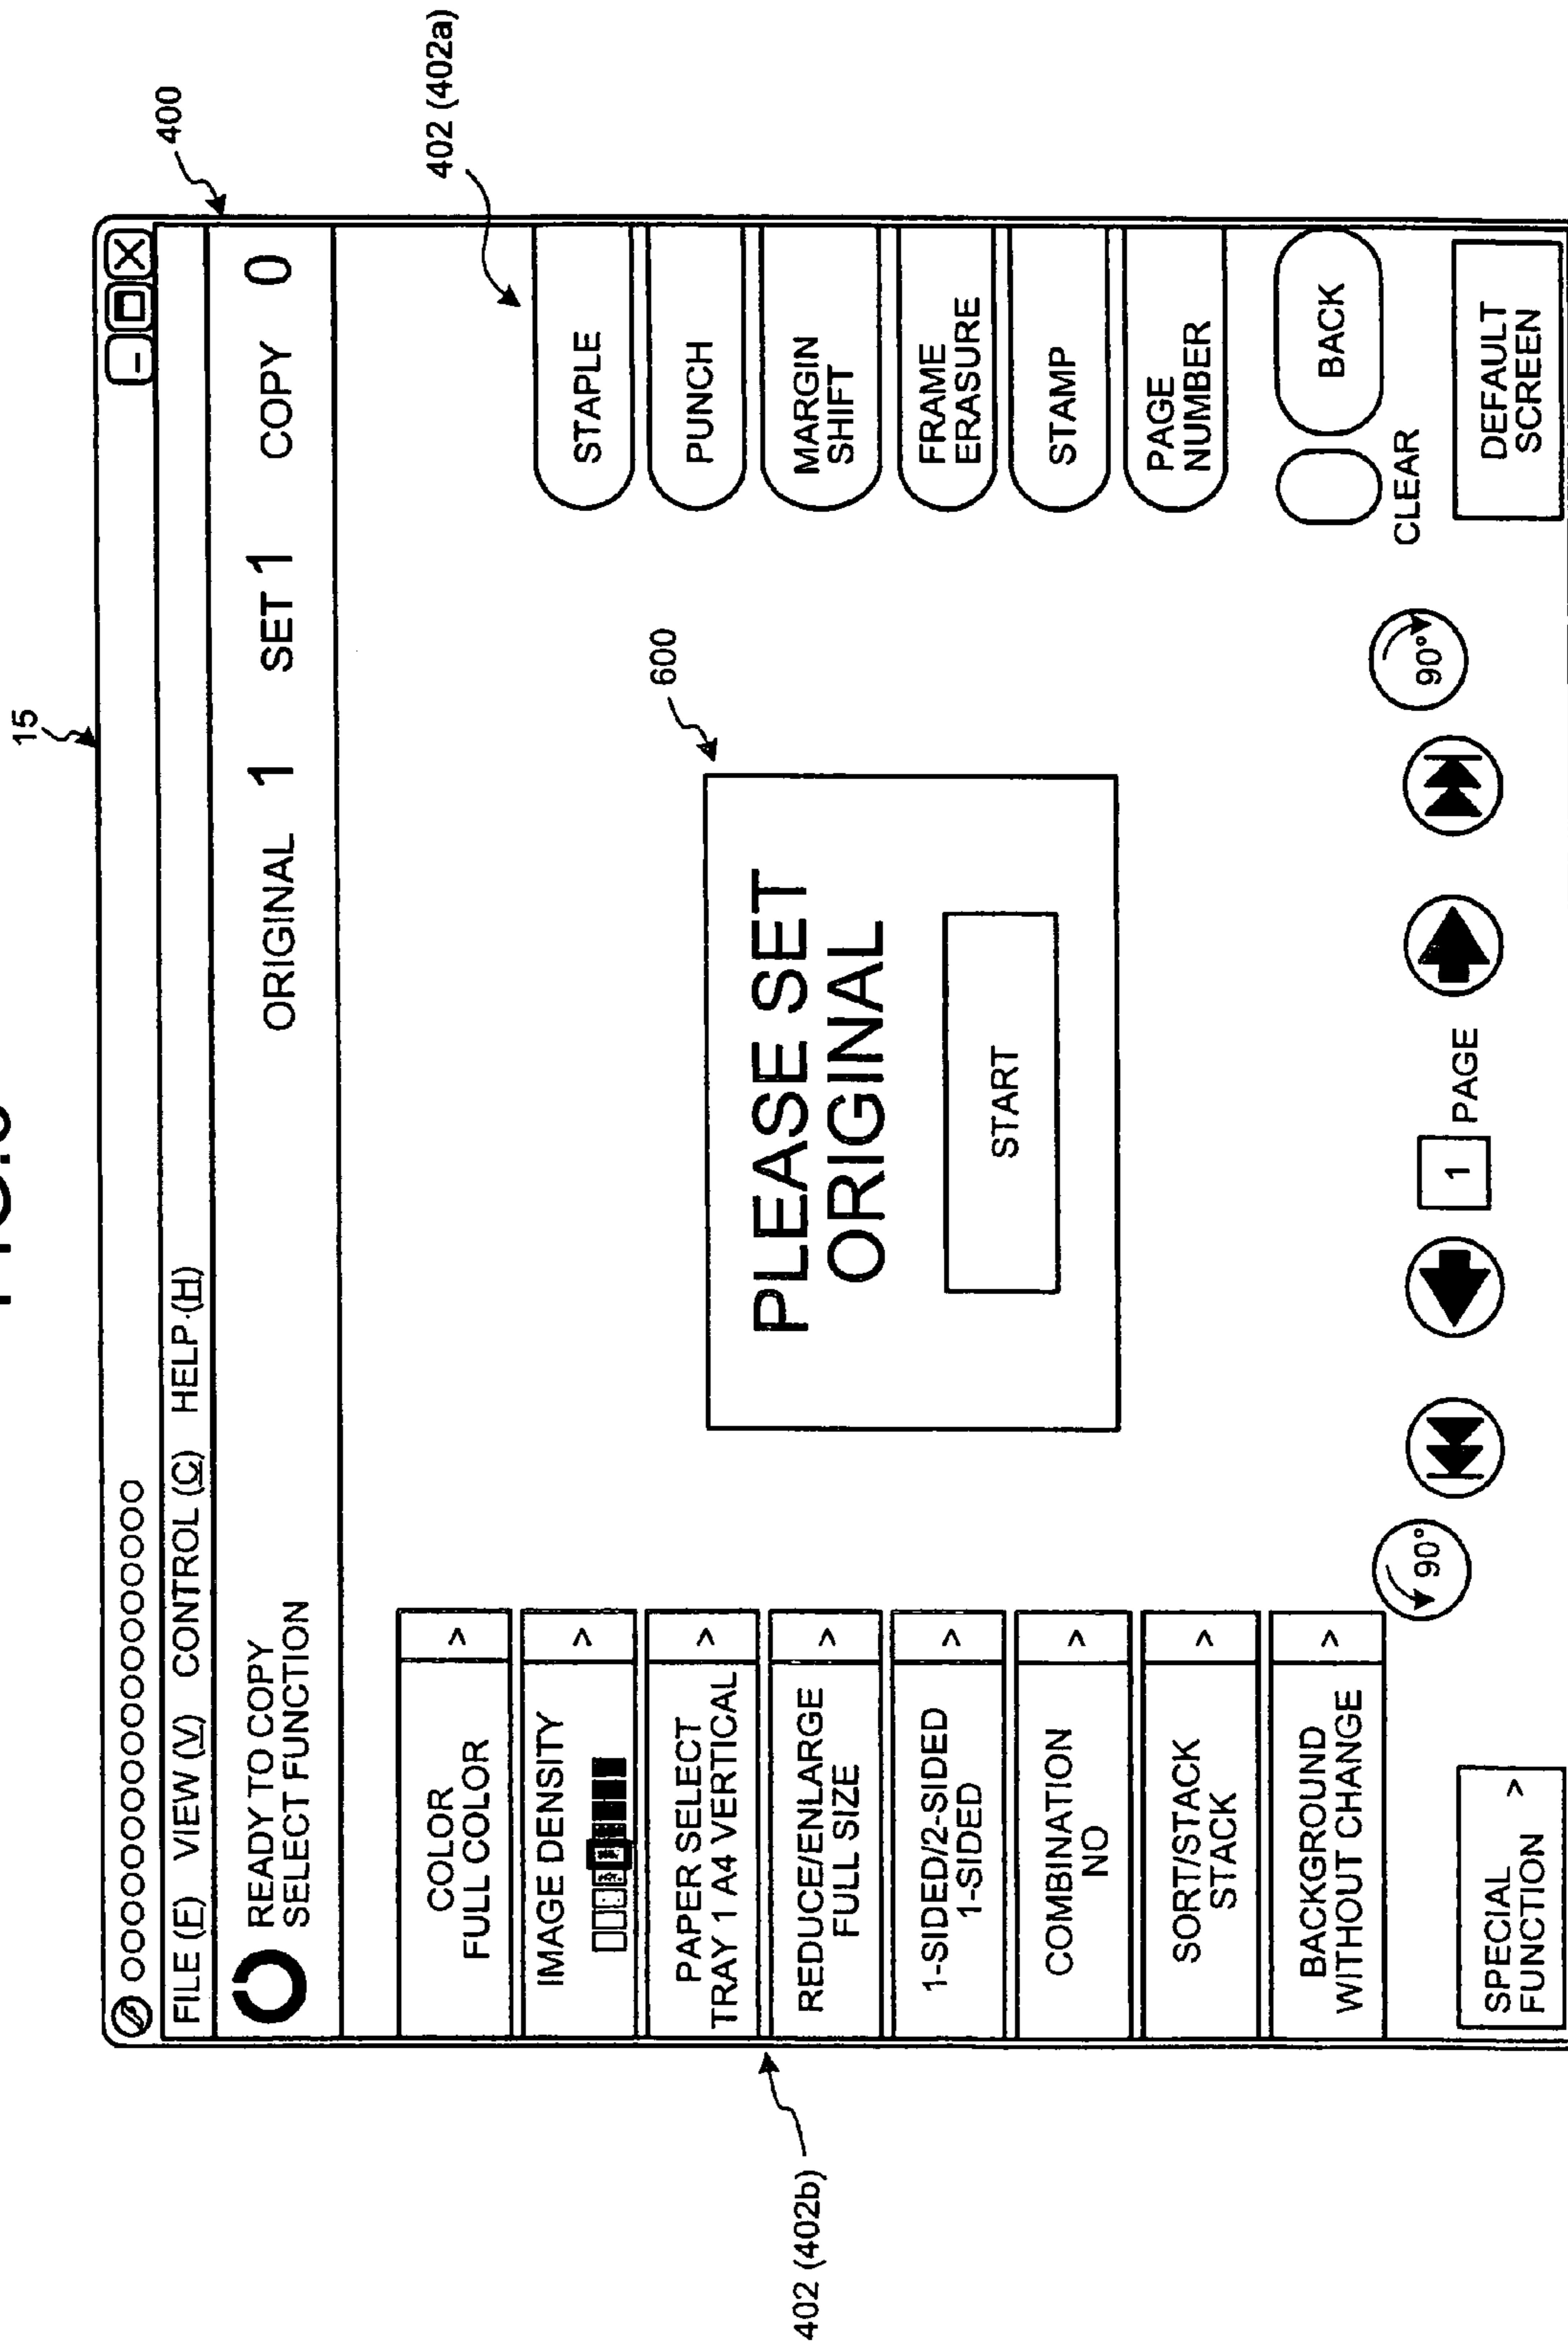 15
400
402 (402a)
○○○○○○○○○○○○○○○○○○○
FILE (F) VIEW (V) CONTROL (C) HELP (H)
READY TO COPY
SELECT FUNCTION
ORIGINAL 1 SET 1 COPY 0
COLOR
FULL COLOR
>
IMAGE DENSITY
>
PAPER SELECT
TRAY 1 A4 VERTICAL
>
REDUCE/ENLARGE
FULL SIZE
>
1-SIDED/2-SIDED
1-SIDED
>
COMBINATION
NO
>
SORT/STACK
STACK
>
BACKGROUND
WITHOUT CHANGE
>
SPECIAL
FUNCTION >
402 (402b)
600
PLEASE SET
ORIGINAL
START
90°
1 PAGE
90°
STAPLE
PUNCH
MARGIN
SHIFT
FRAME
ERASURE
STAMP
PAGE
NUMBER
CLEAR
BACK
DEFAULT
SCREEN